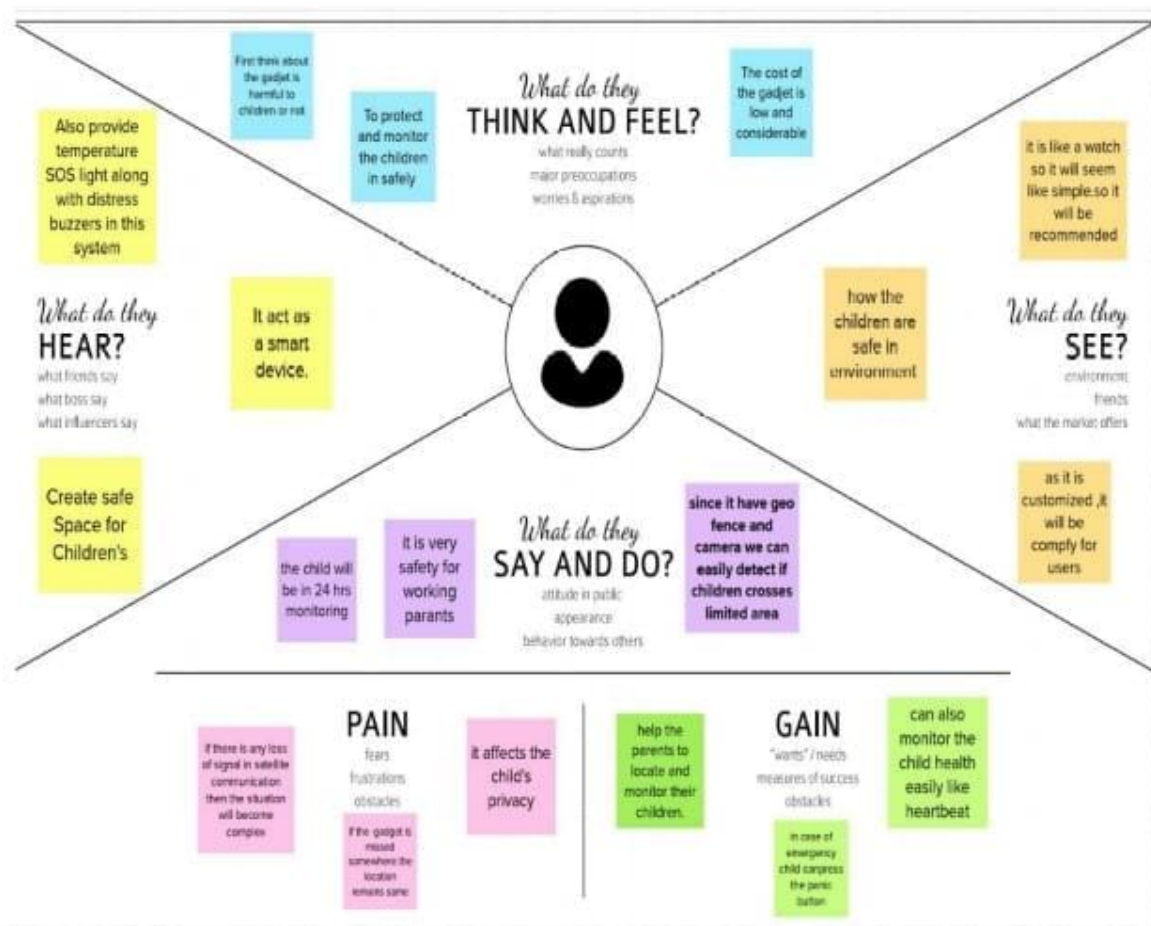 First think about
the gadjet is
harmful to
children or not
To protect
and monitor
the children
in safely
What do they
THINK AND FEEL?
what really counts
major preoccupations
worries & aspirations
The cost of
the gadjet is
low and
considerable
Also provide
temperature
SOS light along
with distress
buzzers in this
system
What do they
HEAR?
what friends say
what boss say
what influencers say
It act as
a smart
device.
Create safe
Space for
Children's
it is like a watch
so it will seem
like simple.so it
will be
recommended
how the
children are
safe in
environment
What do they
SEE?
environment
friends
what the market offers
as it is
customized ,it
will be
compfy for
users
the child will
be in 24 hrs
monitoring
it is very
safety for
working
parants
What do they
SAY AND DO?
attitude in public
appearance
behavior towards others
since it have geo
fence and
camera we can
easily detect if
children crosses
limited area
PAIN
fears
frustrations
obstacles
if there is any loss
of signal in satellite
communication
then the situation
will become
complex
if the gadget is
missed
somewhere the
location
remains same
it affects the
child's
privacy
GAIN
"wants" / needs
measures of success
obstacles
help the
parents to
locate and
monitor their
children.
in case of
emergency
child canpress
the panic
button
can also
monitor the
child health
easily like
heartbeat